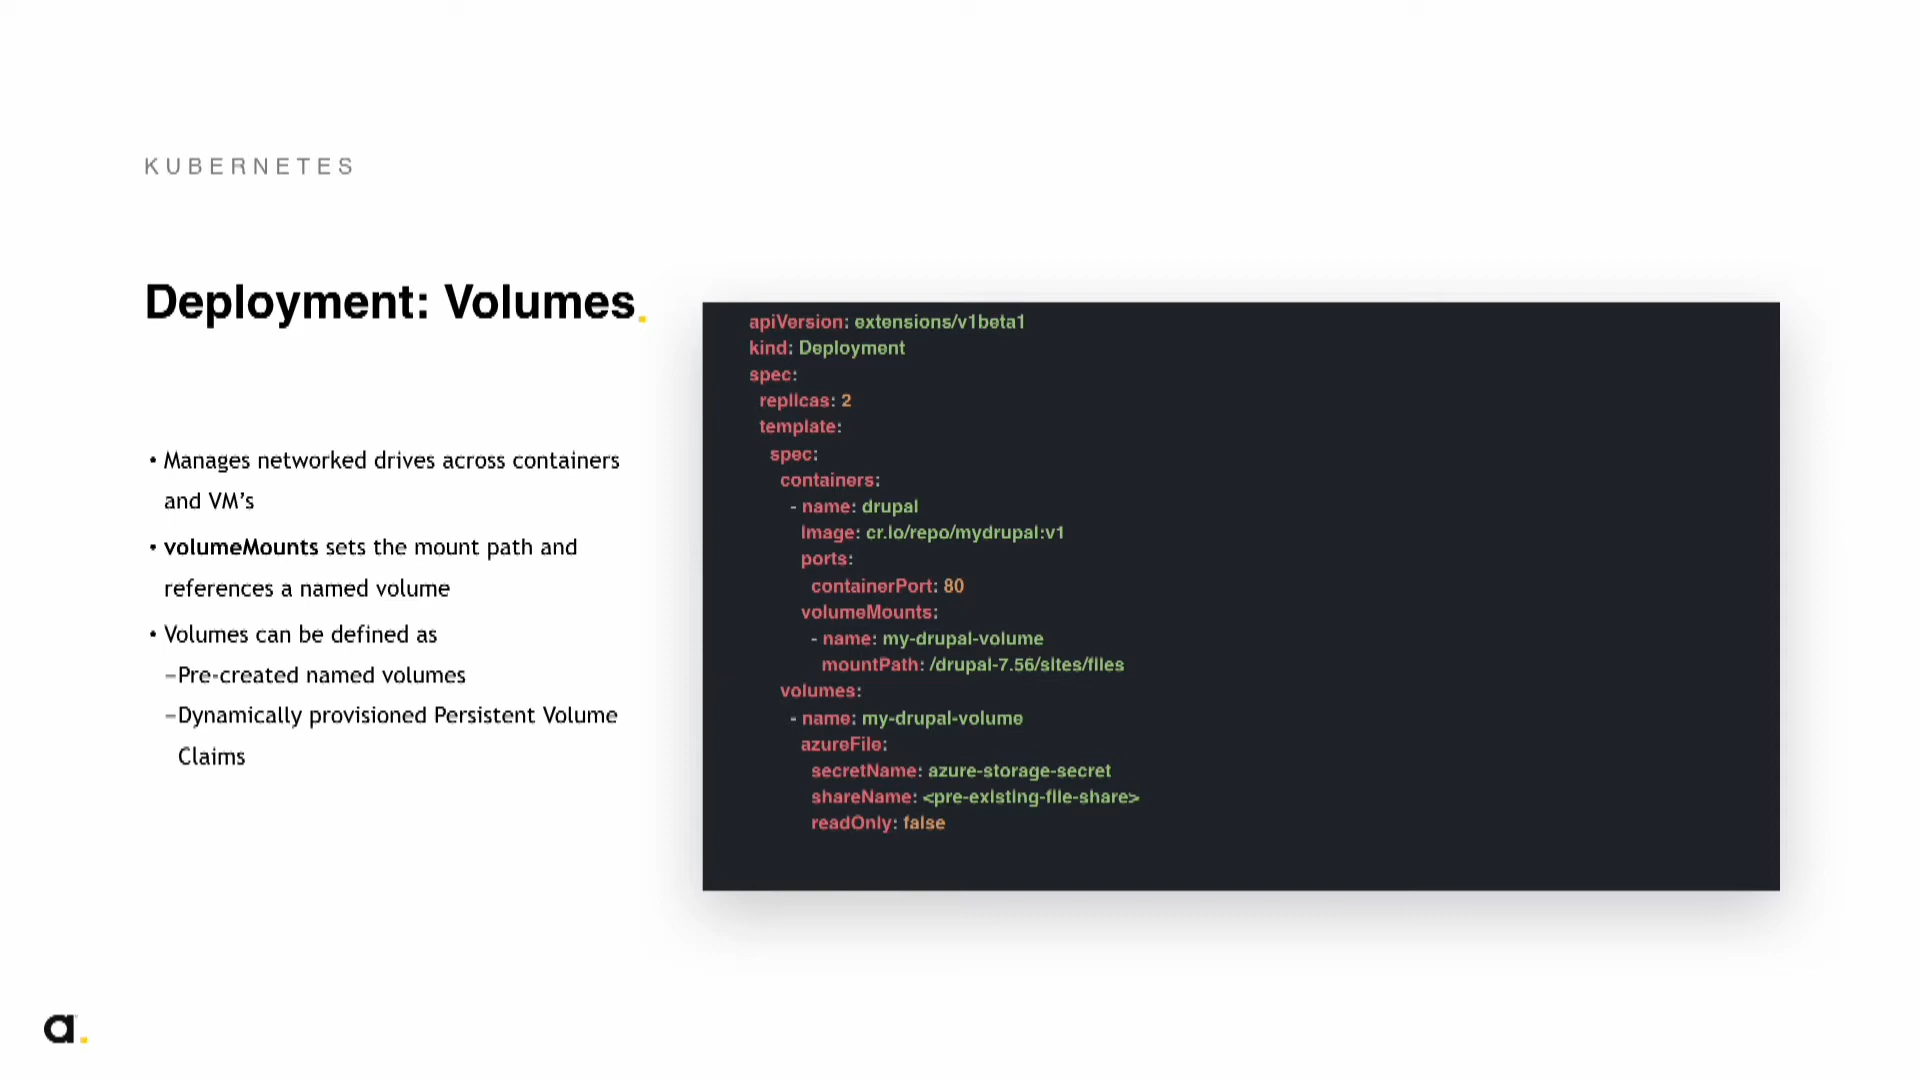 KUBERNETES
Deployment: Volumes.
• Manages networked drives across containers
and VM’s
• volumeMounts sets the mount path and
references a named volume
• Volumes can be defined as
–Pre-created named volumes
–Dynamically provisioned Persistent Volume
Claims
apiVersion: extensions/v1beta1
kind: Deployment
spec:
replicas: 2
template:
spec:
containers:
- name: drupal
image: cr.io/repo/mydrupal:v1
ports:
containerPort: 80
volumeMounts:
- name: my-drupal-volume
mountPath: /drupal-7.56/sites/files
volumes:
- name: my-drupal-volume
azureFile:
secretName: azure-storage-secret
shareName: <pre-existing-file-share>
readOnly: false
a.